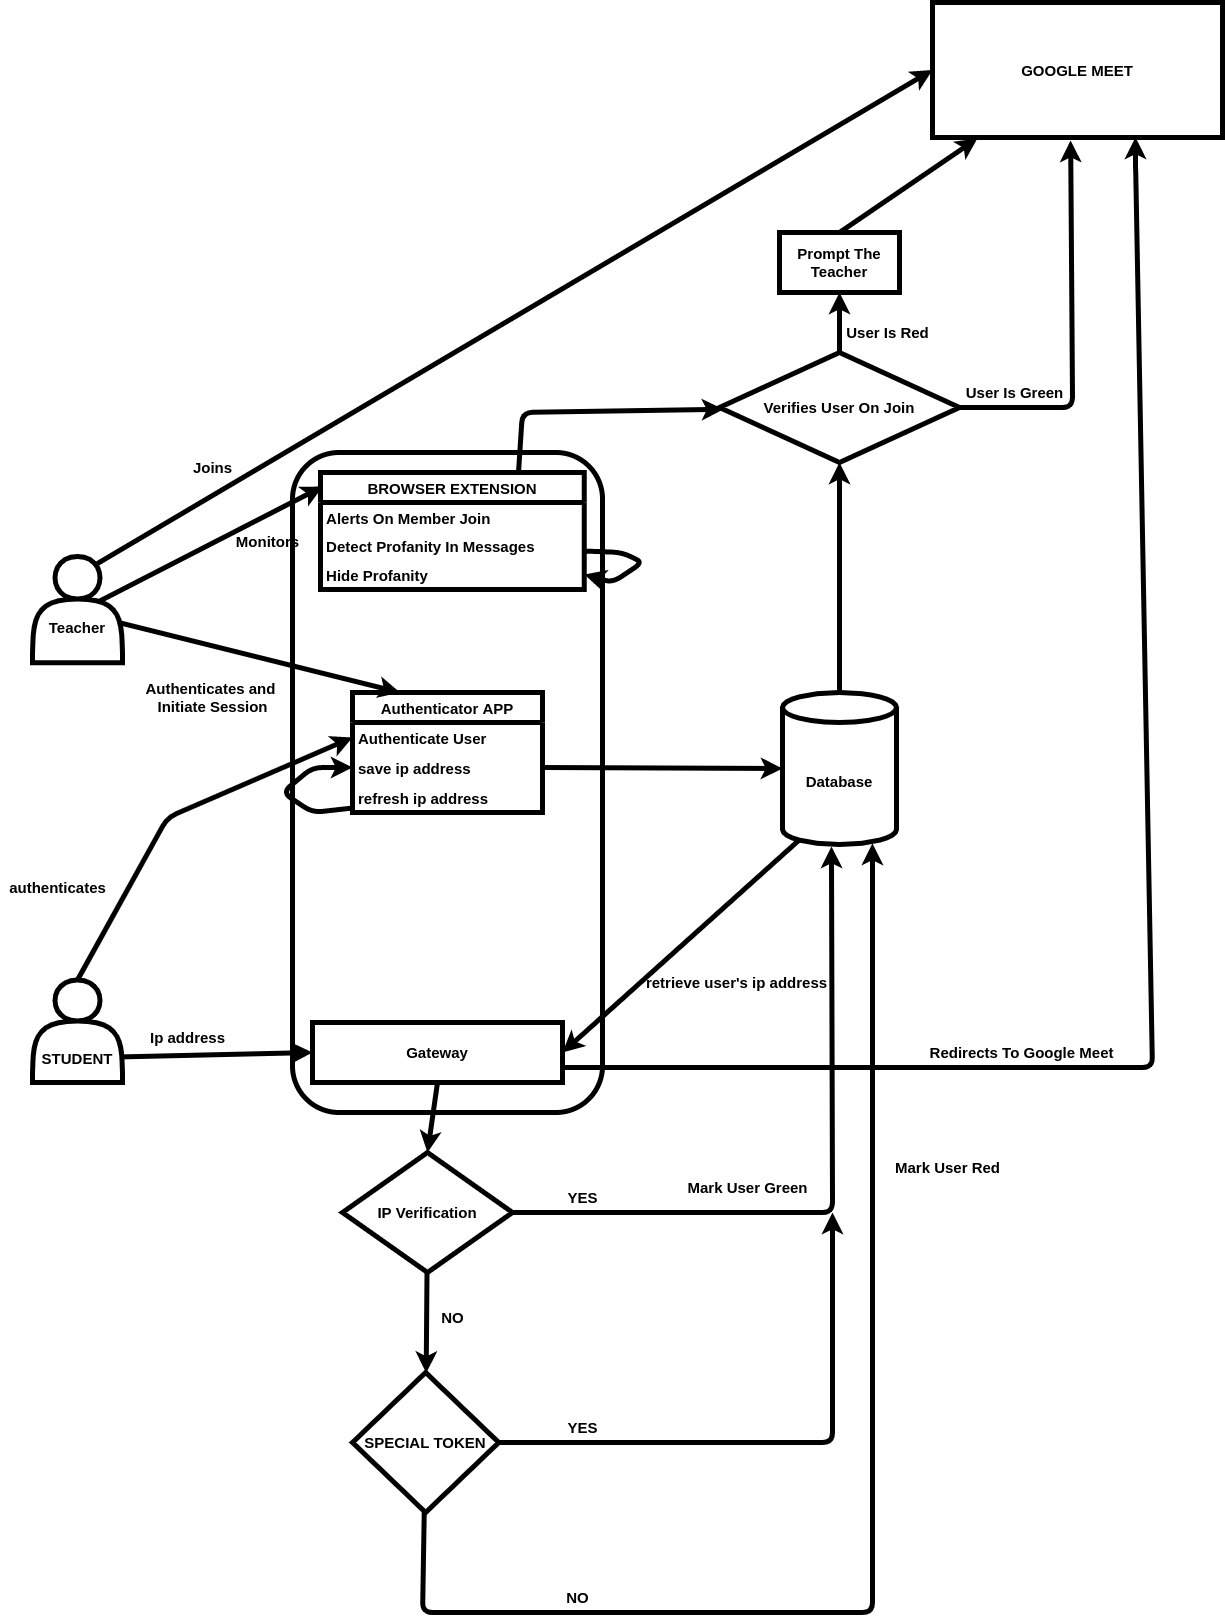 GOOGLE MEET
Prompt The
Teacher
User Is Red
User Is Green
Verifies User On Join
Joins
BROWSER EXTENSION
Alerts On Member Join
Monitors
Detect Profanity In Messages
Hide Profanity
Teacher
Authenticates and
Initiate Session
Authenticator APP
Authenticate User
save ip address
refresh ip address
Database
authenticates
retrieve user's ip address
Ip address
STUDENT
Gateway
Redirects To Google Meet
Mark User Red
Mark User Green
YES
IP Verification
NO
YES
SPECIAL TOKEN
NO